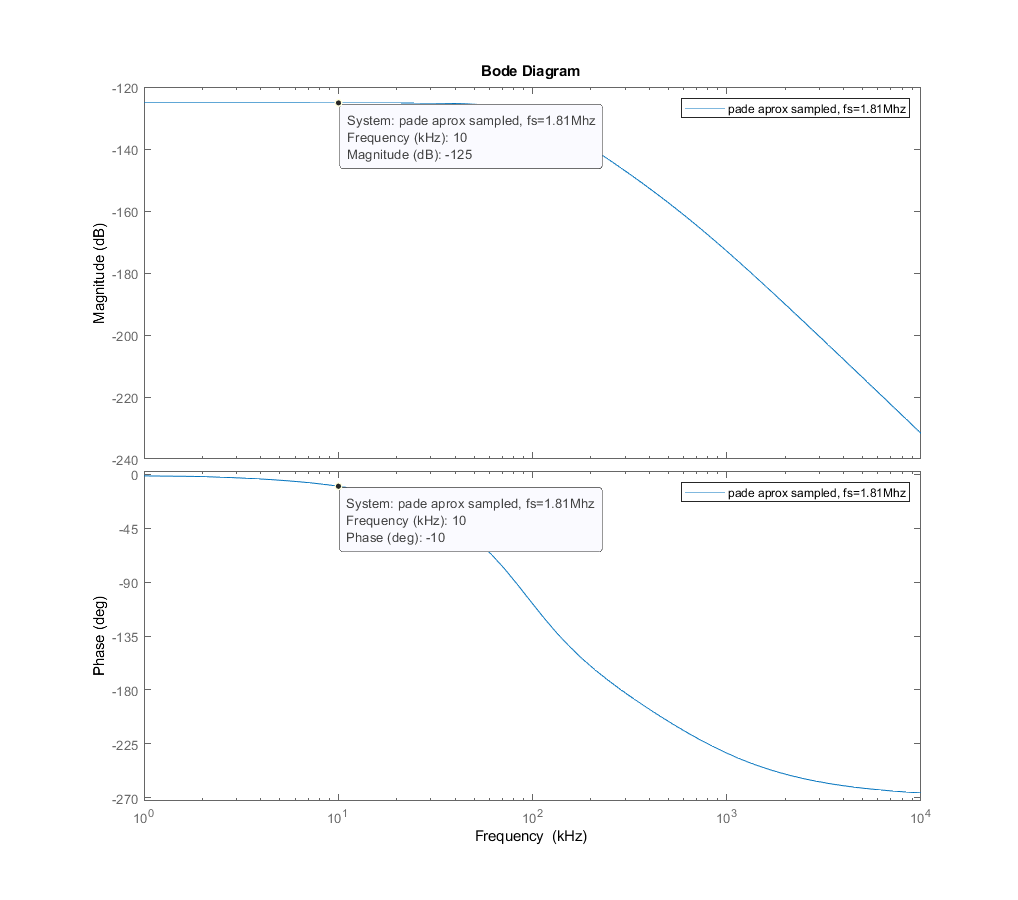 Bode Diagram
Magnitude (dB)
-120
-140
-160
-180
-200
-220
-240
pade aprox sampled, fs=1.81Mhz
System: pade aprox sampled, fs=1.81Mhz
Frequency (kHz): 10
Magnitude (dB): -125
Phase (deg)
0
-45
-90
-135
-180
-225
-270
pade aprox sampled, fs=1.81Mhz
System: pade aprox sampled, fs=1.81Mhz
Frequency (kHz): 10
Phase (deg): -10
10^0 10^1 10^2 10^3 10^4
Frequency (kHz)